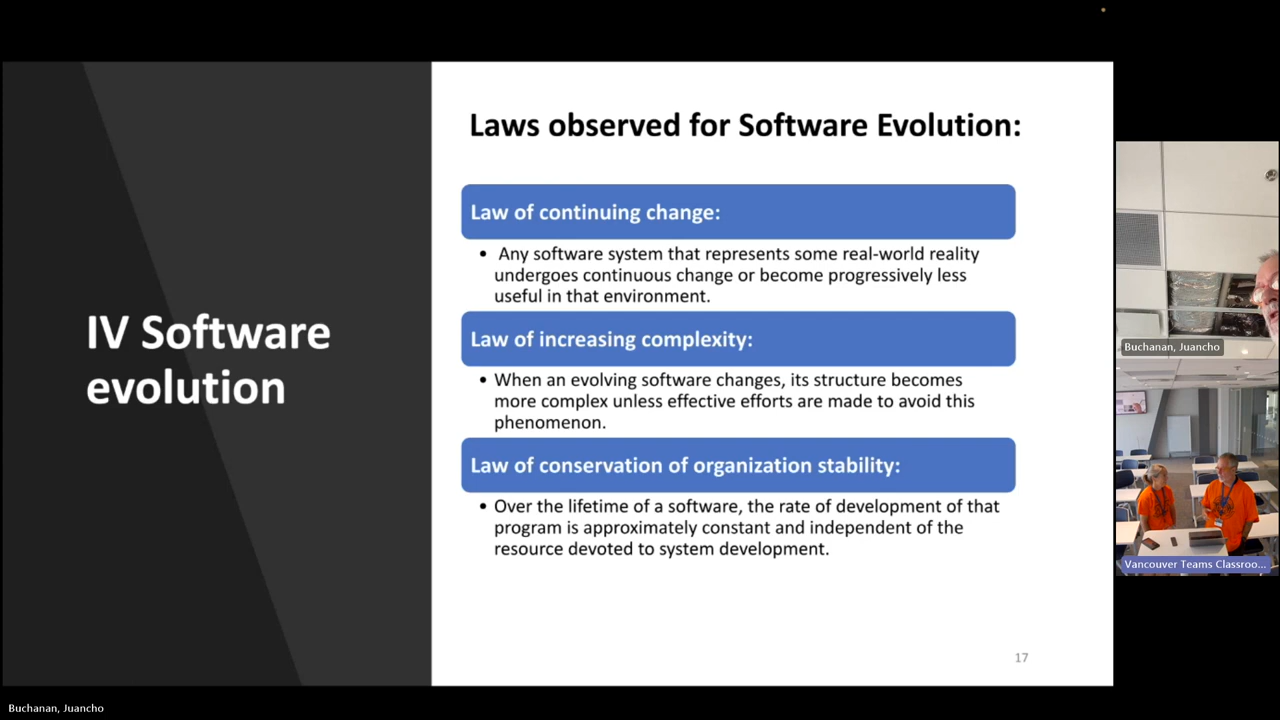 IV Software
evolution
Laws observed for Software Evolution:
Law of continuing change:
• Any software system that represents some real-world reality
undergoes continuous change or become progressively less
useful in that environment.
Law of increasing complexity:
• When an evolving software changes, its structure becomes
more complex unless effective efforts are made to avoid this
phenomenon.
Law of conservation of organization stability:
• Over the lifetime of a software, the rate of development of that
program is approximately constant and independent of the
resource devoted to system development.
17
Buchanan, Juancho
Vancouver Teams Classroo...
Buchanan, Juancho